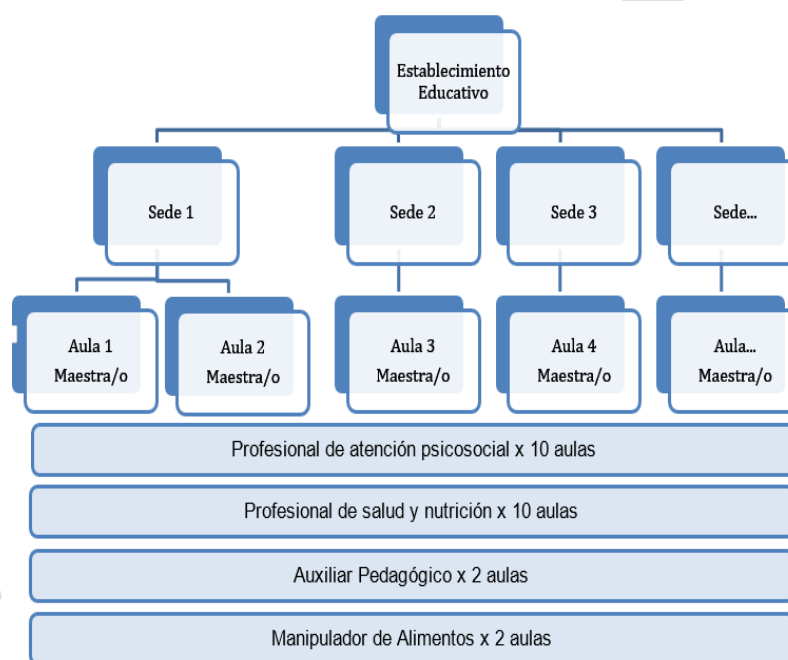 Establecimiento
Educativo
Sede 1
Sede 2
Sede 3
Sede...
Aula 1
Maestra/o
Aula 2
Maestra/o
Aula 3
Maestra/o
Aula 4
Maestra/o
Aula...
Maestra/o
Profesional de atención psicosocial x 10 aulas
Profesional de salud y nutrición x 10 aulas
Auxiliar Pedagógico x 2 aulas
Manipulador de Alimentos x 2 aulas